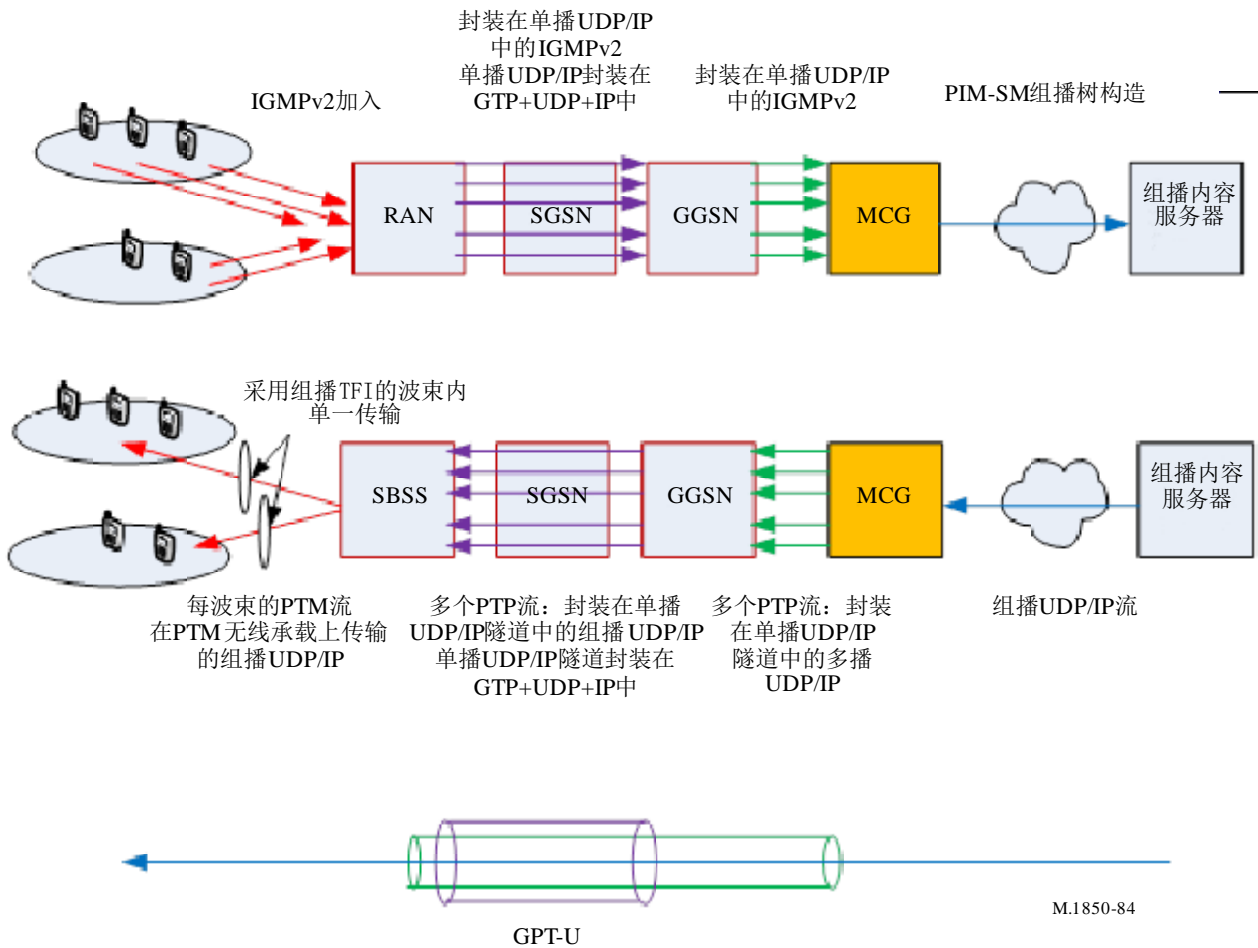 封装在单播UDP/IP
中的IGMPv2
单播UDP/IP封装在
GTP+UDP+IP中
IGMPv2加入
封装在单播UDP/IP
中的IGMPv2
PIM-SM组播树构造
RAN
SGSN
GGSN
MCG
组播内容
服务器
采用组播TFI的波束内
单一传输
SBSS
SGSN
GGSN
MCG
组播内容
服务器
每波束的PTM流
在PTM无线承载上传输
的组播UDP/IP
多个PTP流：封装在单播
UDP/IP隧道中的组播UDP/IP
单播UDP/IP隧道封装在
GTP+UDP+IP中
多个PTP流：封装
在单播UDP/IP
隧道中的多播
UDP/IP
组播UDP/IP流
M.1850-84
GPT-U